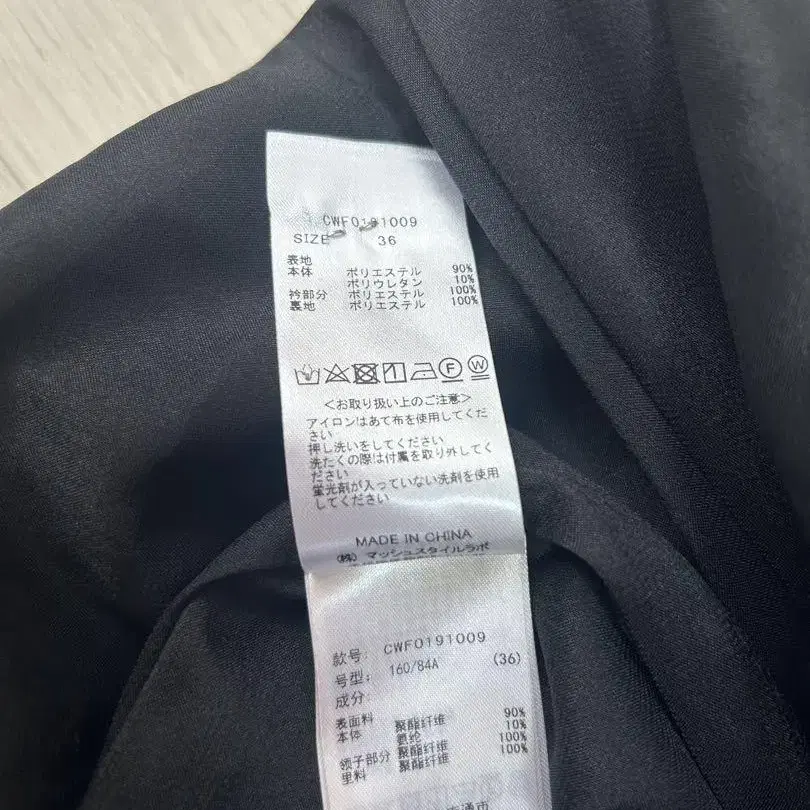 CWF0191009
SIZE 36
表地
本体 ポリエステル 90%
ポリウレタン 10%
衿部分 ポリエステル 100%
裏地 ポリエステル 100%
F W
<お取り扱い上のご注意>
アイロンはあて布を使用してくだ
さい
押し洗いをしてください
洗たくの際は付属を取り外してく
ださい
蛍光剤が入っていない洗剤を使用
してください
MADE IN CHINA
(株)マッシュスタイルラボ
款号: CWF0191009
号型: 160/84A (36)
成分:
表面料
本体 聚酯纤维 90%
氨纶 10%
领子部分 聚酯纤维 100%
里料 聚酯纤维 100%
南通市